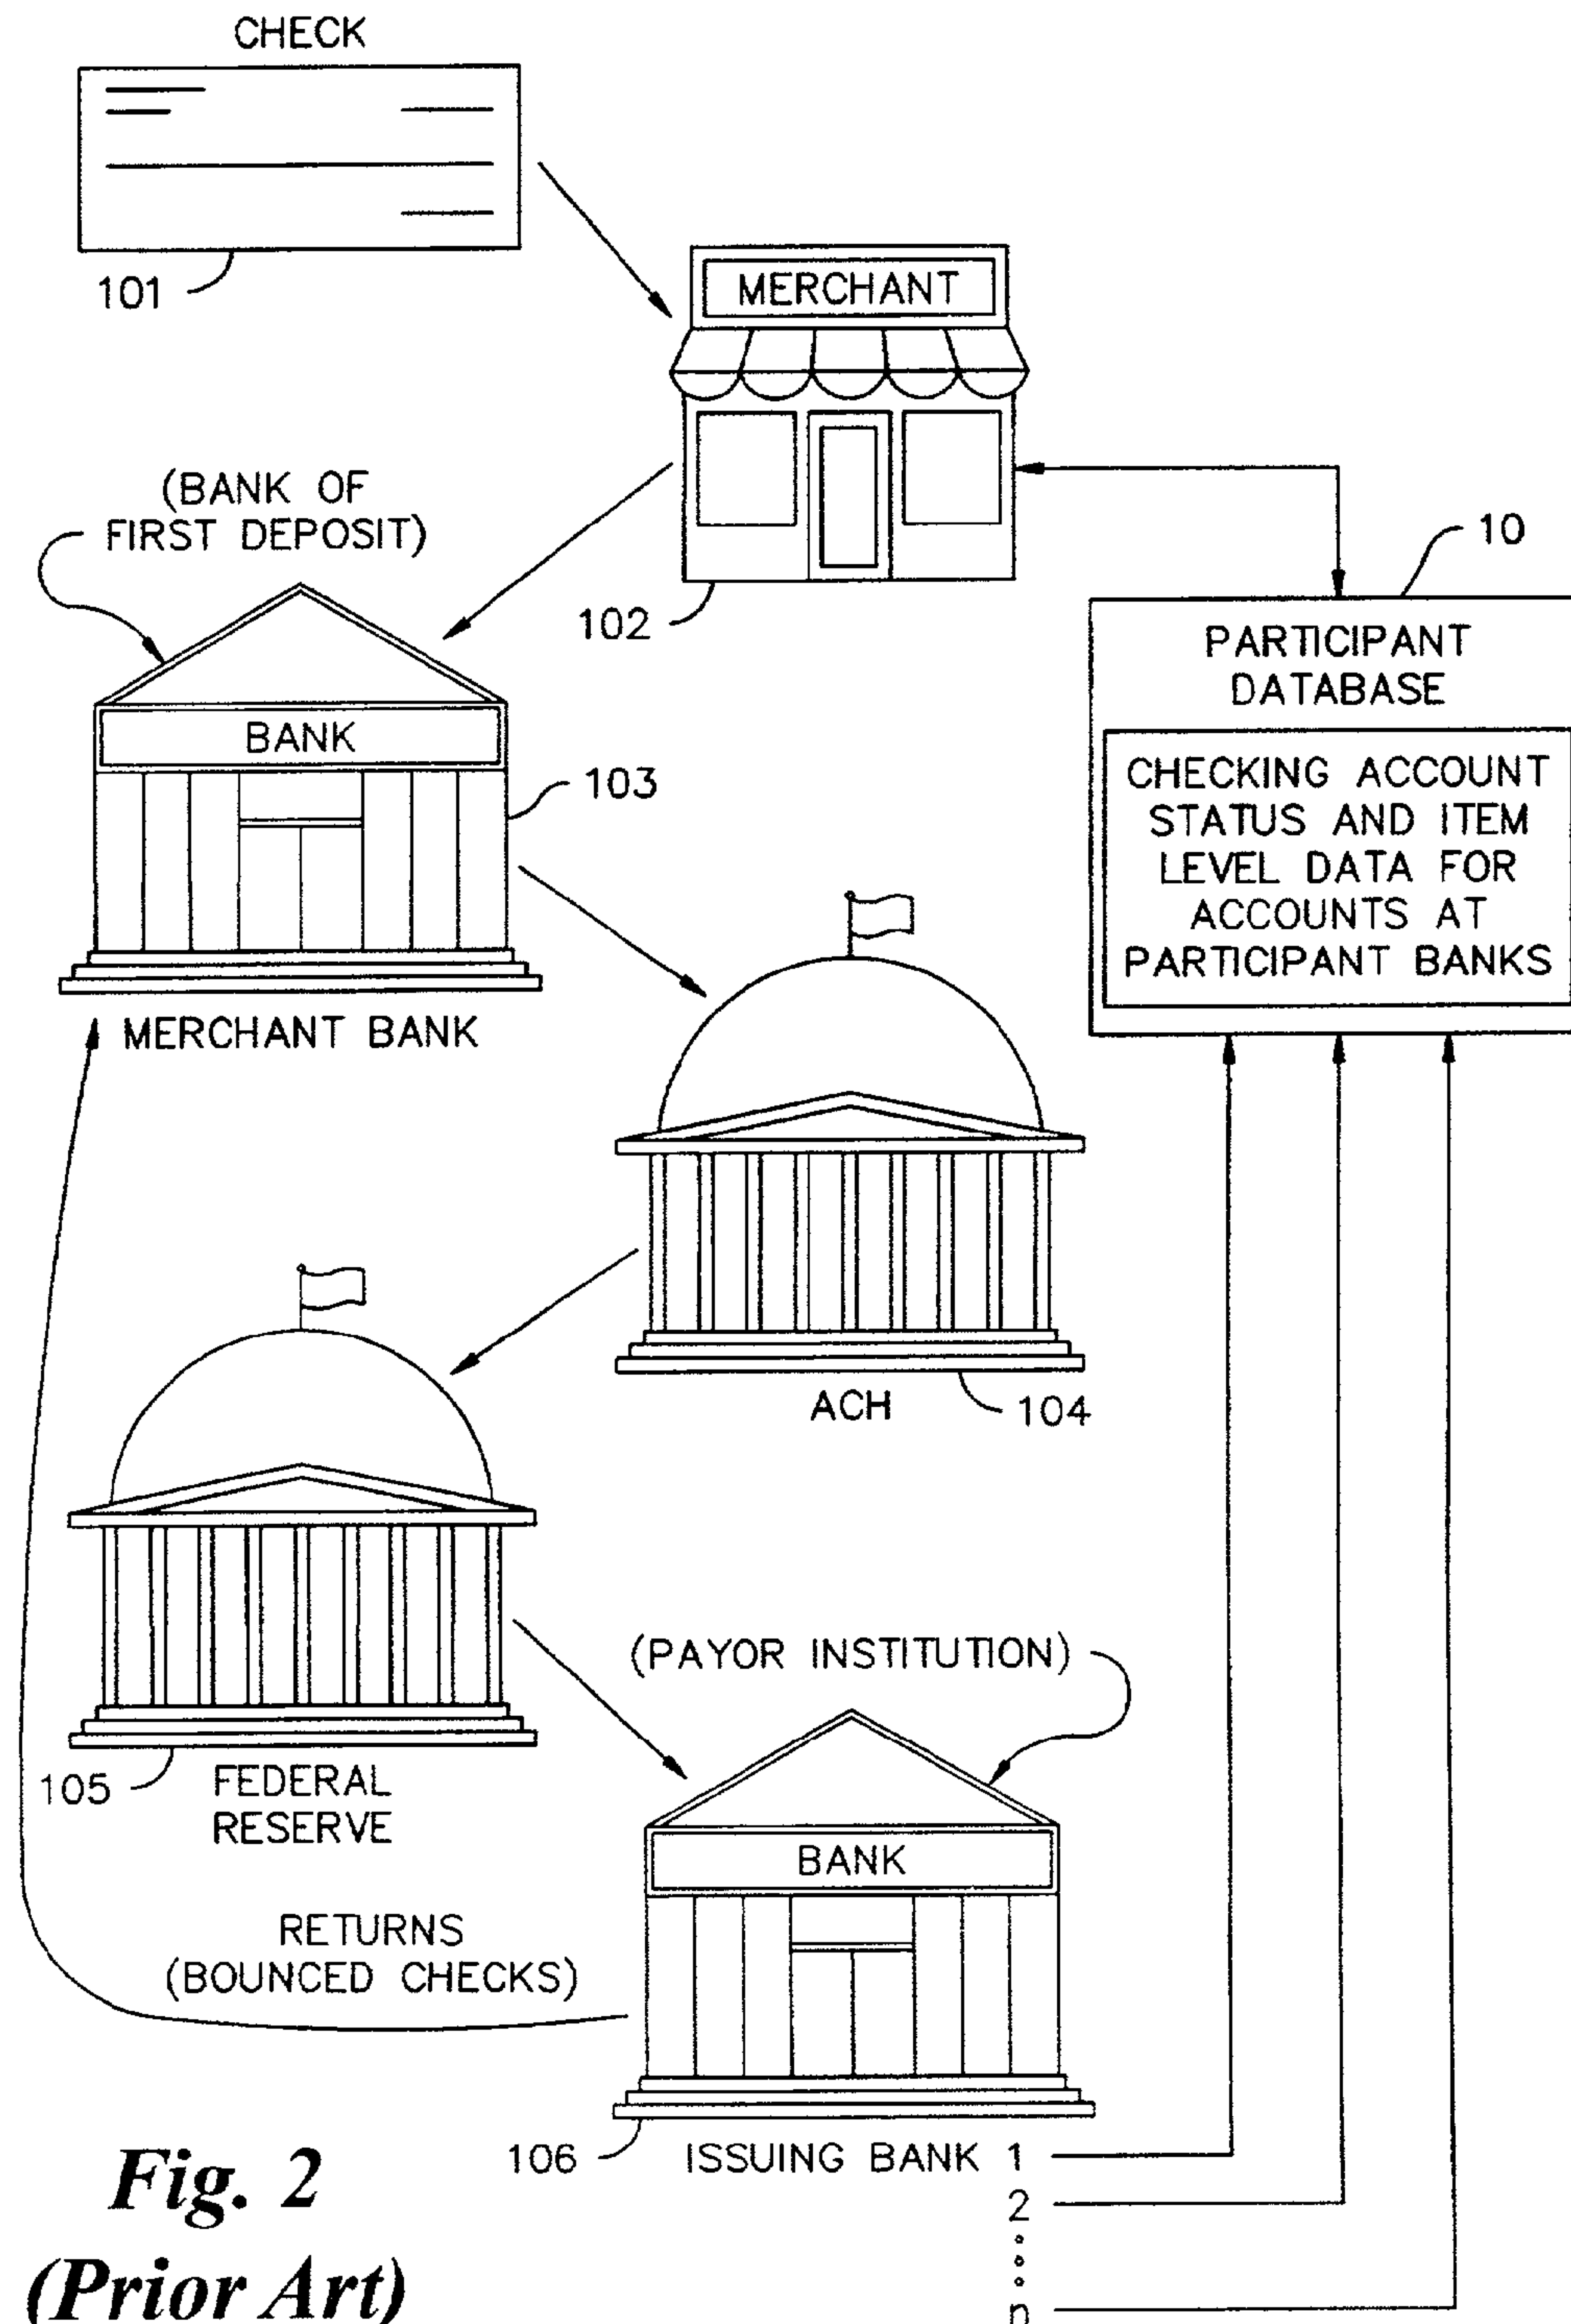 CHECK
101
MERCHANT
102
(BANK OF
FIRST DEPOSIT)
BANK
103
MERCHANT BANK
10
PARTICIPANT
DATABASE
CHECKING ACCOUNT
STATUS AND ITEM
LEVEL DATA FOR
ACCOUNTS AT
PARTICIPANT BANKS
ACH
104
105
FEDERAL
RESERVE
(PAYOR INSTITUTION)
BANK
RETURNS
(BOUNCED CHECKS)
106
ISSUING BANK 1
2
n
Fig. 2
(Prior Art)